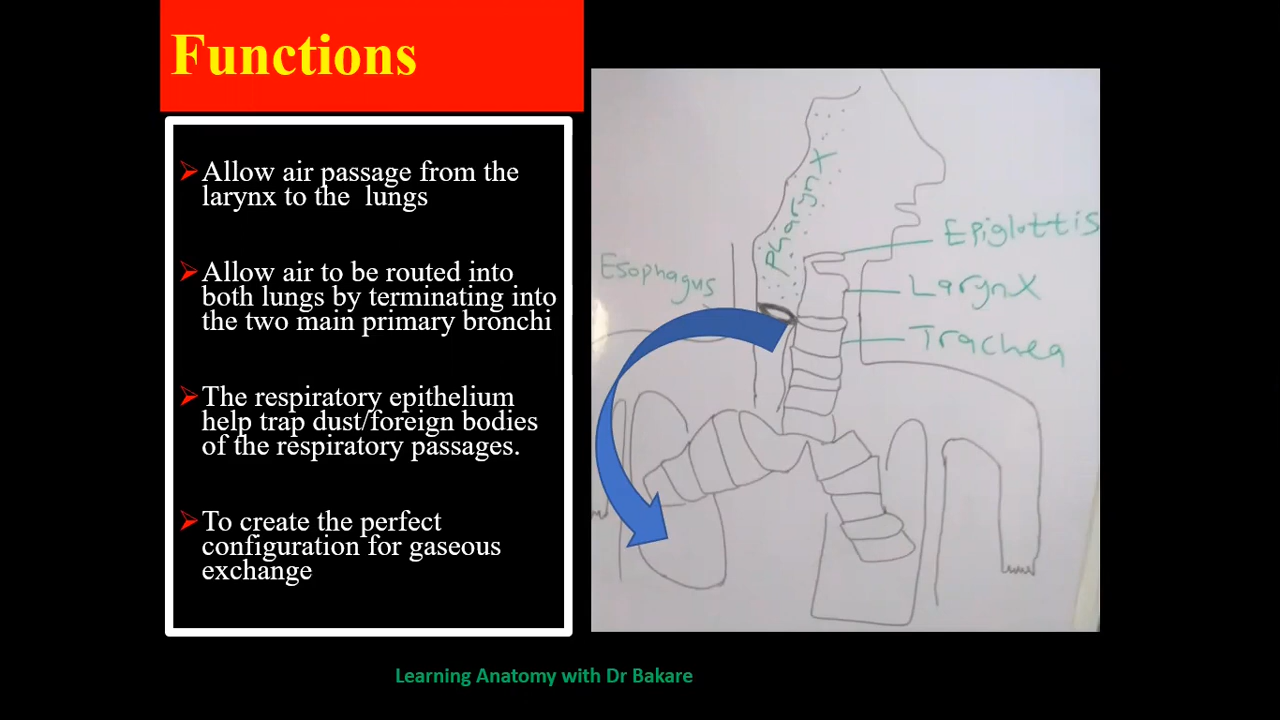 Functions
Allow air passage from the
larynx to the lungs
Allow air to be routed into
both lungs by terminating into
the two main primary bronchi
The respiratory epithelium
help trap dust/foreign bodies
of the respiratory passages.
To create the perfect
configuration for gaseous
exchange
Pharynx
Epiglottis
Esophagus
Larynx
Trachea
Learning Anatomy with Dr Bakare